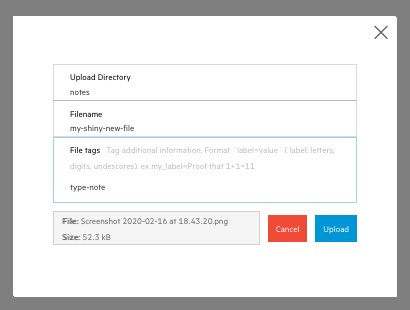 Upload Directory
notes
Filename
my-shiny-new-file
File tags Tag additional information. Format `label=value` ( label: letters,
digits, undescores). ex my_label=Proof that 1+1=11
type-note
File: Screenshot 2020-02-16 at 18.43.20.png
Size: 52.3 kB
Cancel
Upload